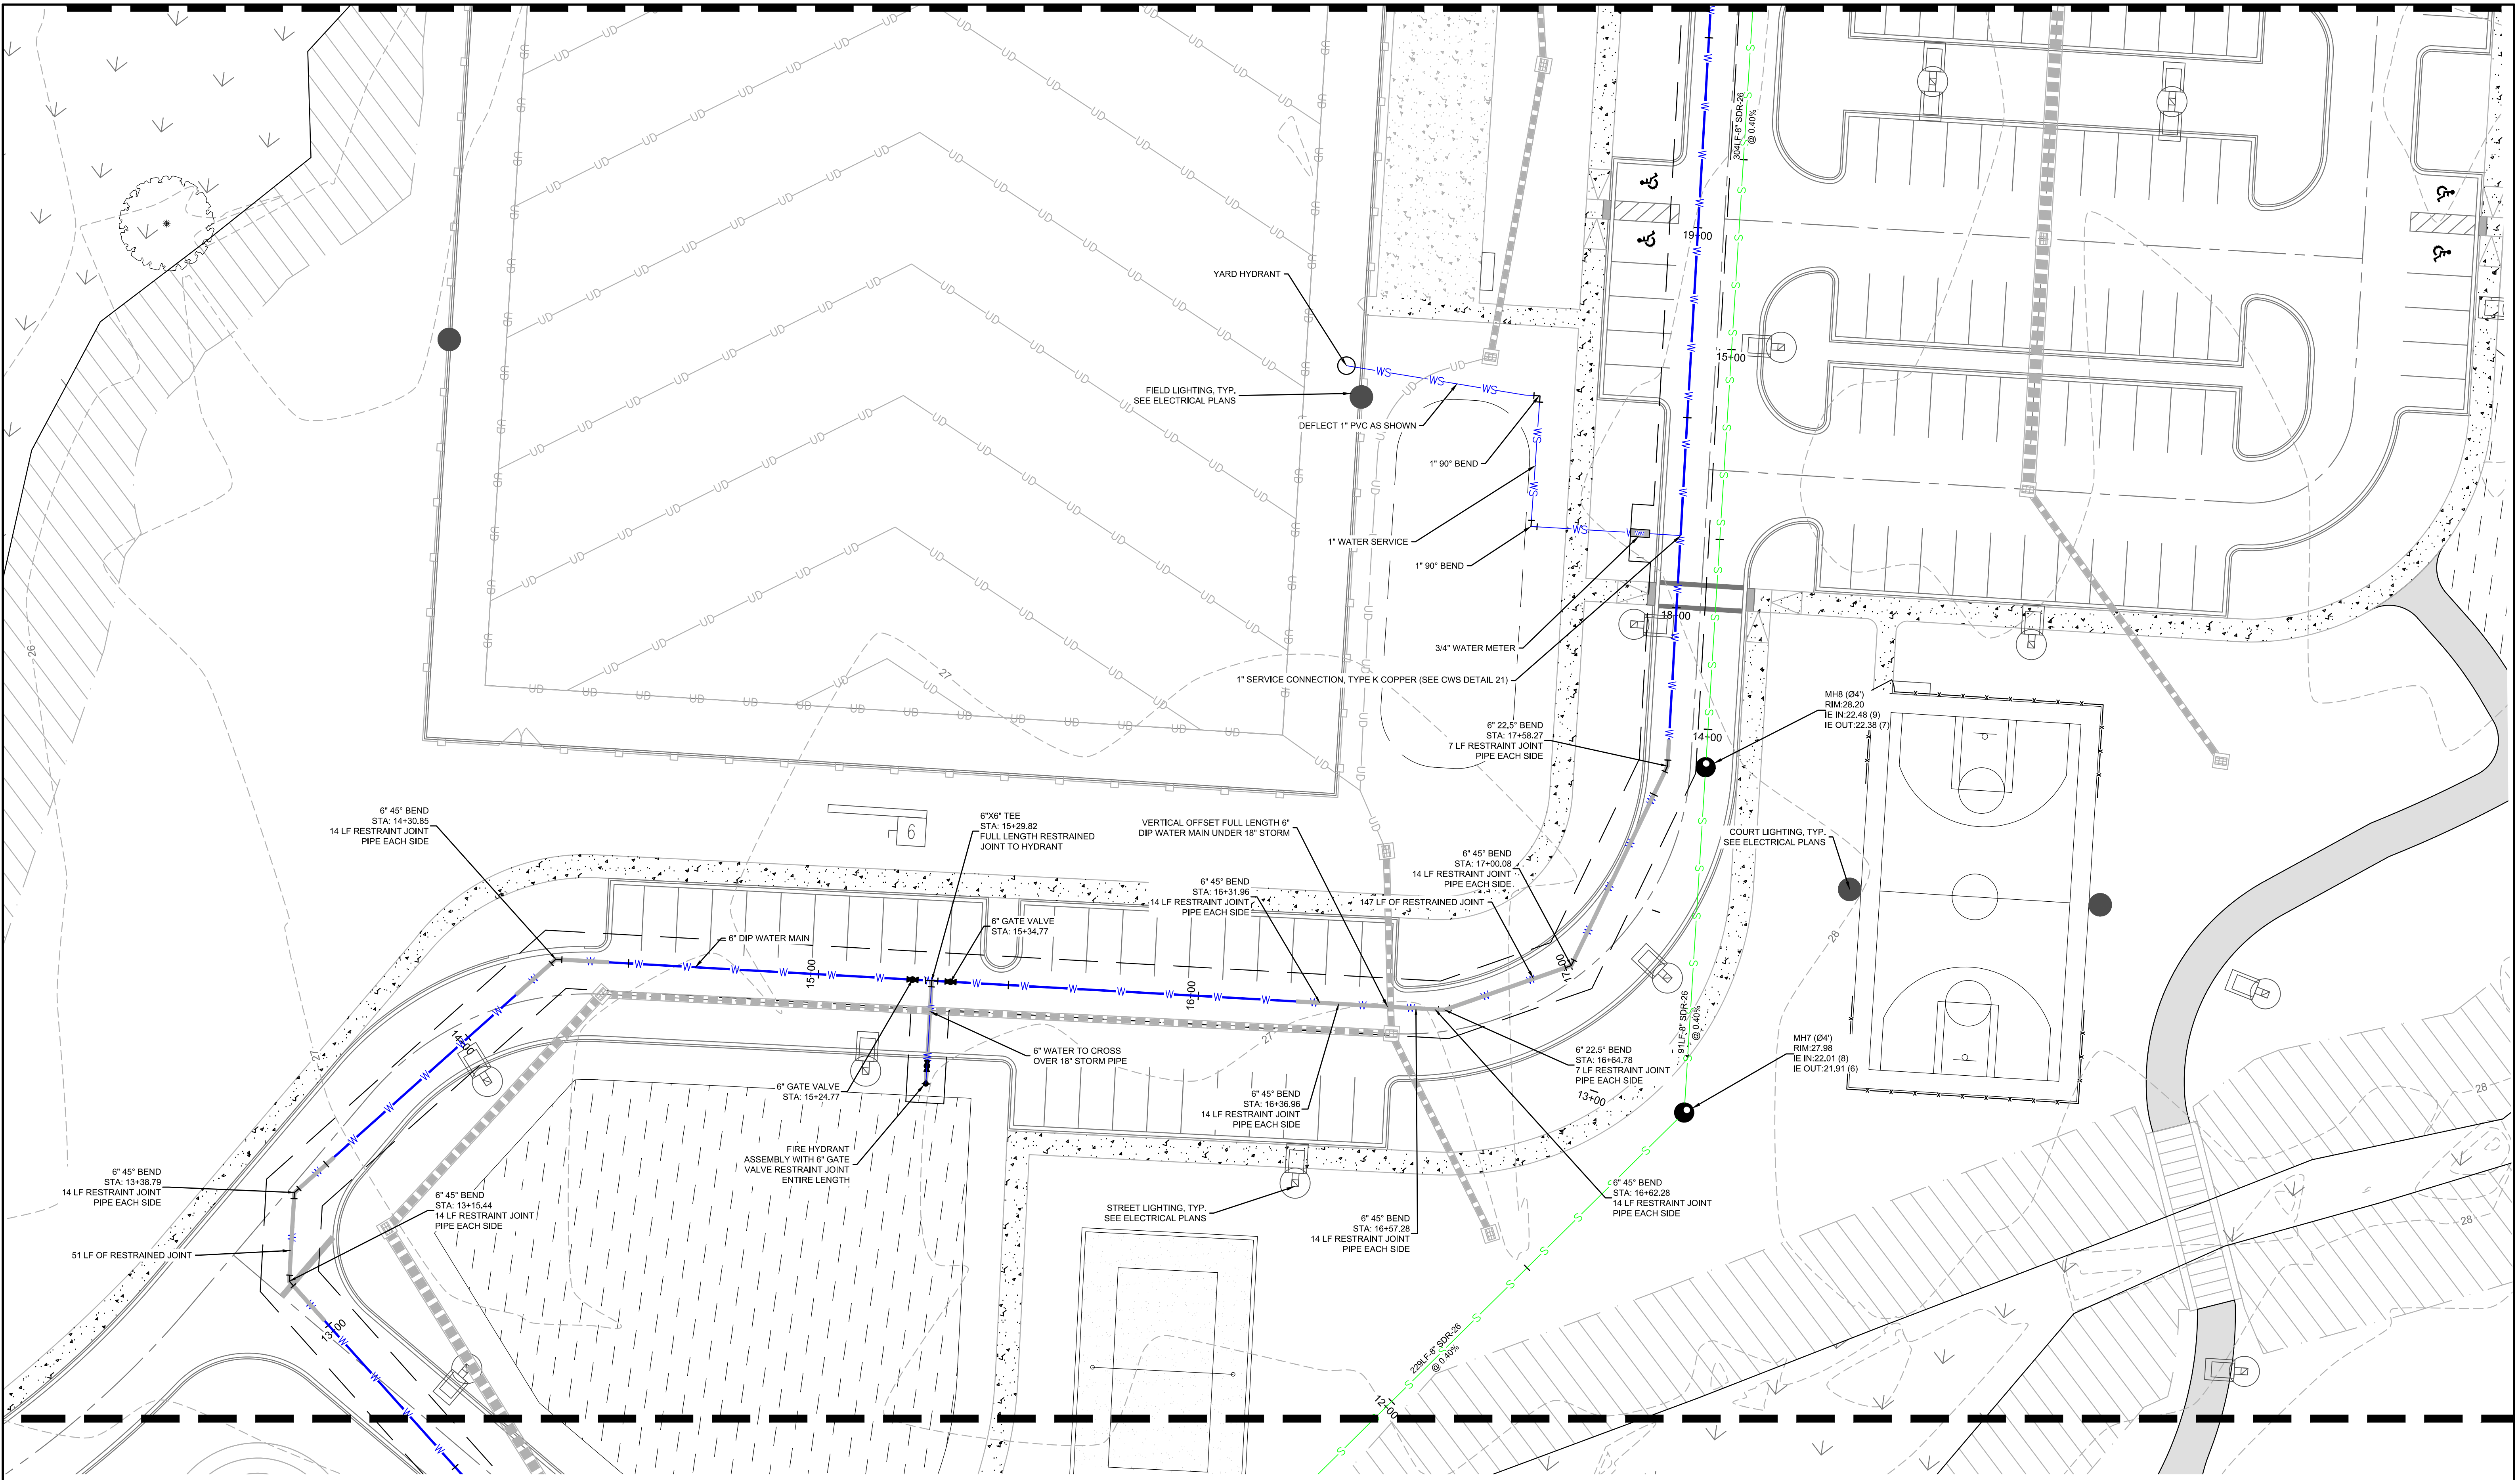 304LF-8" SDR-26
@ 0.40%
19+00
YARD HYDRANT
15+00
FIELD LIGHTING, TYP.
SEE ELECTRICAL PLANS
DEFLECT 1" PVC AS SHOWN
1" 90° BEND
1" WATER SERVICE
1" 90° BEND
WM
18+00
3/4" WATER METER
1" SERVICE CONNECTION, TYPE K COPPER (SEE CWS DETAIL 21)
26
27
MH8 (Ø4')
RIM:28.20
IE IN:22.48 (9)
IE OUT:22.38 (7)
6" 22.5° BEND
STA: 17+58.27
7 LF RESTRAINT JOINT
PIPE EACH SIDE
14+00
6" 45° BEND
STA: 14+30.85
14 LF RESTRAINT JOINT
PIPE EACH SIDE
6
6"X6" TEE
STA: 15+29.82
FULL LENGTH RESTRAINED
JOINT TO HYDRANT
VERTICAL OFFSET FULL LENGTH 6"
DIP WATER MAIN UNDER 18" STORM
COURT LIGHTING, TYP.
SEE ELECTRICAL PLANS
6" 45° BEND
STA: 17+00.08
14 LF RESTRAINT JOINT
PIPE EACH SIDE
6" 45° BEND
STA: 16+31.96
14 LF RESTRAINT JOINT
PIPE EACH SIDE
147 LF OF RESTRAINED JOINT
6" GATE VALVE
STA: 15+34.77
6" DIP WATER MAIN
28
15+00
16+00
17+00
91LF-8" SDR-26
@ 0.40%
14+00
27
27
6" WATER TO CROSS
OVER 18" STORM PIPE
MH7 (Ø4')
RIM:27.98
IE IN:22.01 (8)
IE OUT:21.91 (6)
6" 22.5° BEND
STA: 16+64.78
7 LF RESTRAINT JOINT
PIPE EACH SIDE
13+00
6" GATE VALVE
STA: 15+24.77
6" 45° BEND
STA: 16+36.96
14 LF RESTRAINT JOINT
PIPE EACH SIDE
28
FIRE HYDRANT
ASSEMBLY WITH 6" GATE
VALVE RESTRAINT JOINT
ENTIRE LENGTH
6" 45° BEND
STA: 13+38.79
14 LF RESTRAINT JOINT
PIPE EACH SIDE
6" 45° BEND
STA: 13+15.44
14 LF RESTRAINT JOINT
PIPE EACH SIDE
6" 45° BEND
STA: 16+62.28
14 LF RESTRAINT JOINT
PIPE EACH SIDE
STREET LIGHTING, TYP.
SEE ELECTRICAL PLANS
6" 45° BEND
STA: 16+57.28
14 LF RESTRAINT JOINT
PIPE EACH SIDE
28
51 LF OF RESTRAINED JOINT
13+00
229LF-8" SDR-26
@ 0.40%
12+00